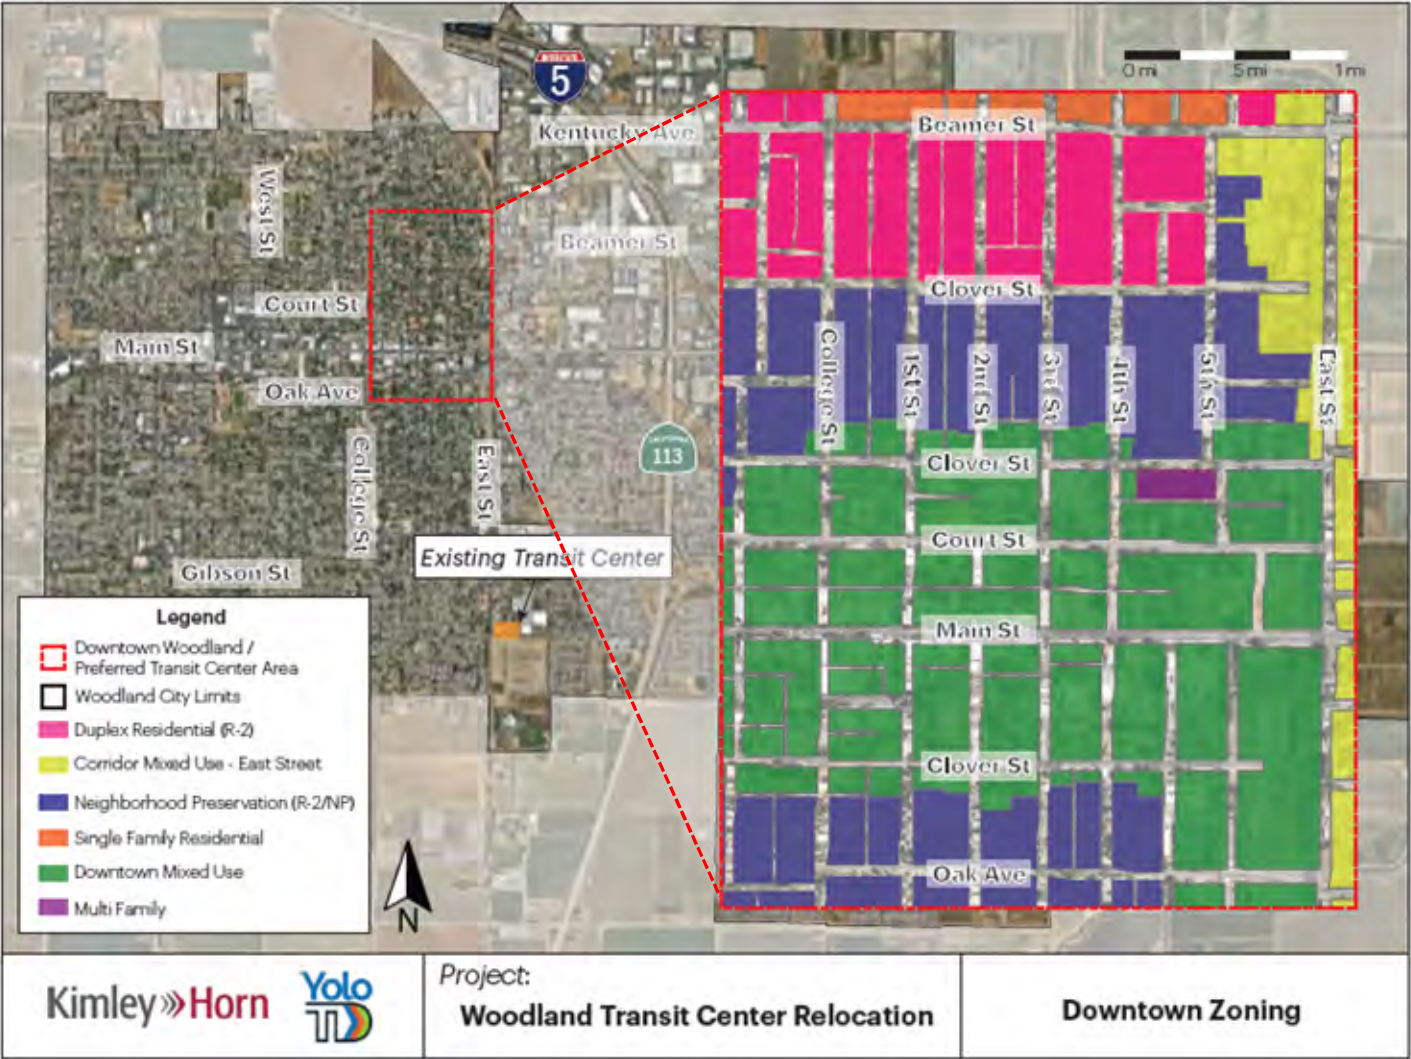 INTERSTATE
5
0 mi .5 mi 1 mi
Kentucky Ave
Beamer St
West St
Beamer St
Court St
Clover St
Main St
Oak Ave
College St
1st St
2nd St
3rd St
4th St
5th St
East St
CALIFORNIA
113
College St
East St
Clover St
Court St
Existing Transit Center
Gibson St
Main St
Clover St
Oak Ave
Legend
Downtown Woodland /
Preferred Transit Center Area
Woodland City Limits
Duplex Residential (R-2)
Corridor Mixed Use - East Street
Neighborhood Preservation (R-2/NP)
Single Family Residential
Downtown Mixed Use
Multi Family
N
Kimley»Horn
Yolo
TD
Project:
Woodland Transit Center Relocation
Downtown Zoning